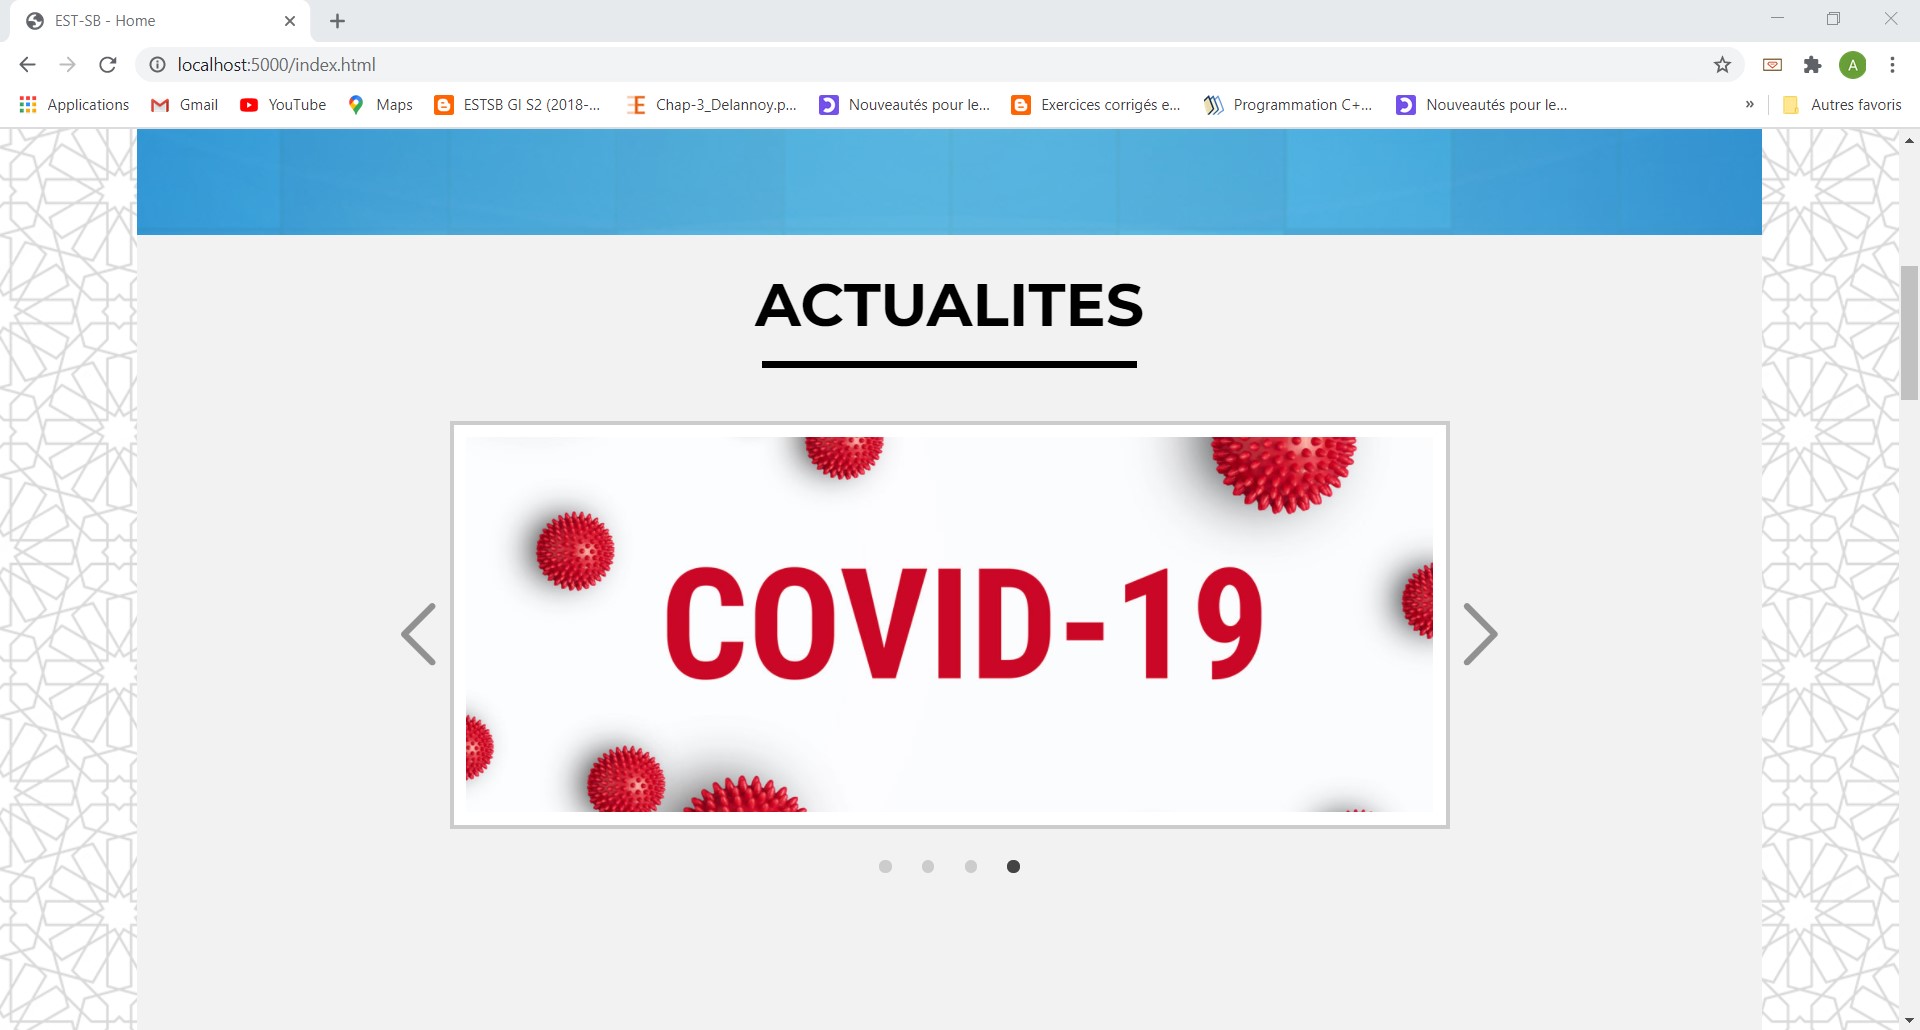 EST-SB - Home
localhost:5000/index.html
Applications Gmail YouTube Maps ESTSB GI S2 (2018-... Chap-3_Delannoy.p... Nouveautés pour le... Exercices corrigés e... Programmation C+... Nouveautés pour le... » Autres favoris
A
ACTUALITES
COVID-19